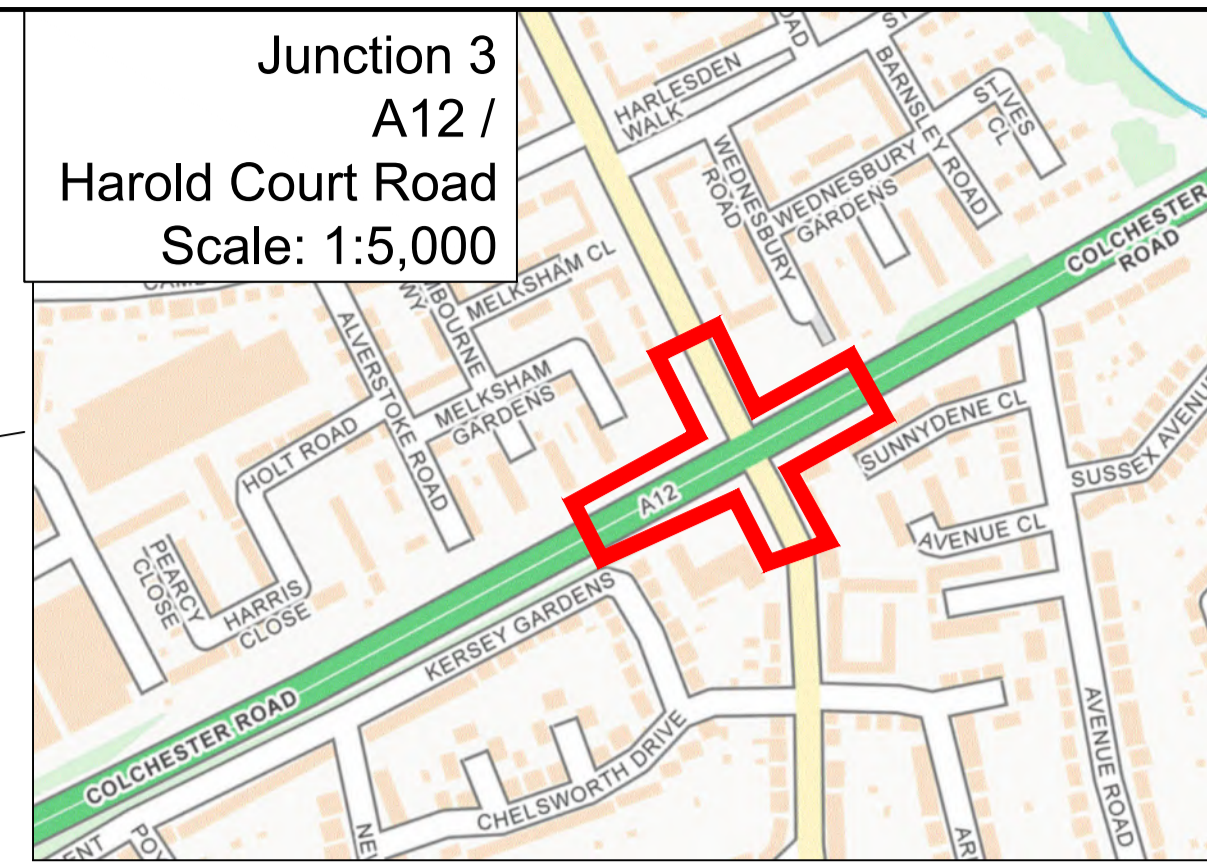 Junction 3
A12 /
Harold Court Road
Scale: 1:5,000
HARLESDEN
WALK
BARNSLEY ROAD
ST. IVES
CL
WEDNESBURY
ROAD
WEDNESBURY
GARDENS
WEDNESBURY
COLCHESTER
ROAD
MELKSHAM CL
ALVERSTOKE ROAD
MELKSHAM
GARDENS
HOLT ROAD
A12
SUNNYDENE CL
SUSSEX AVENUE
AVENUE CL
PEARCY
CLOSE
HARRIS
CLOSE
KERSEY GARDENS
COLCHESTER ROAD
CHELSWORTH DRIVE
AVENUE ROAD